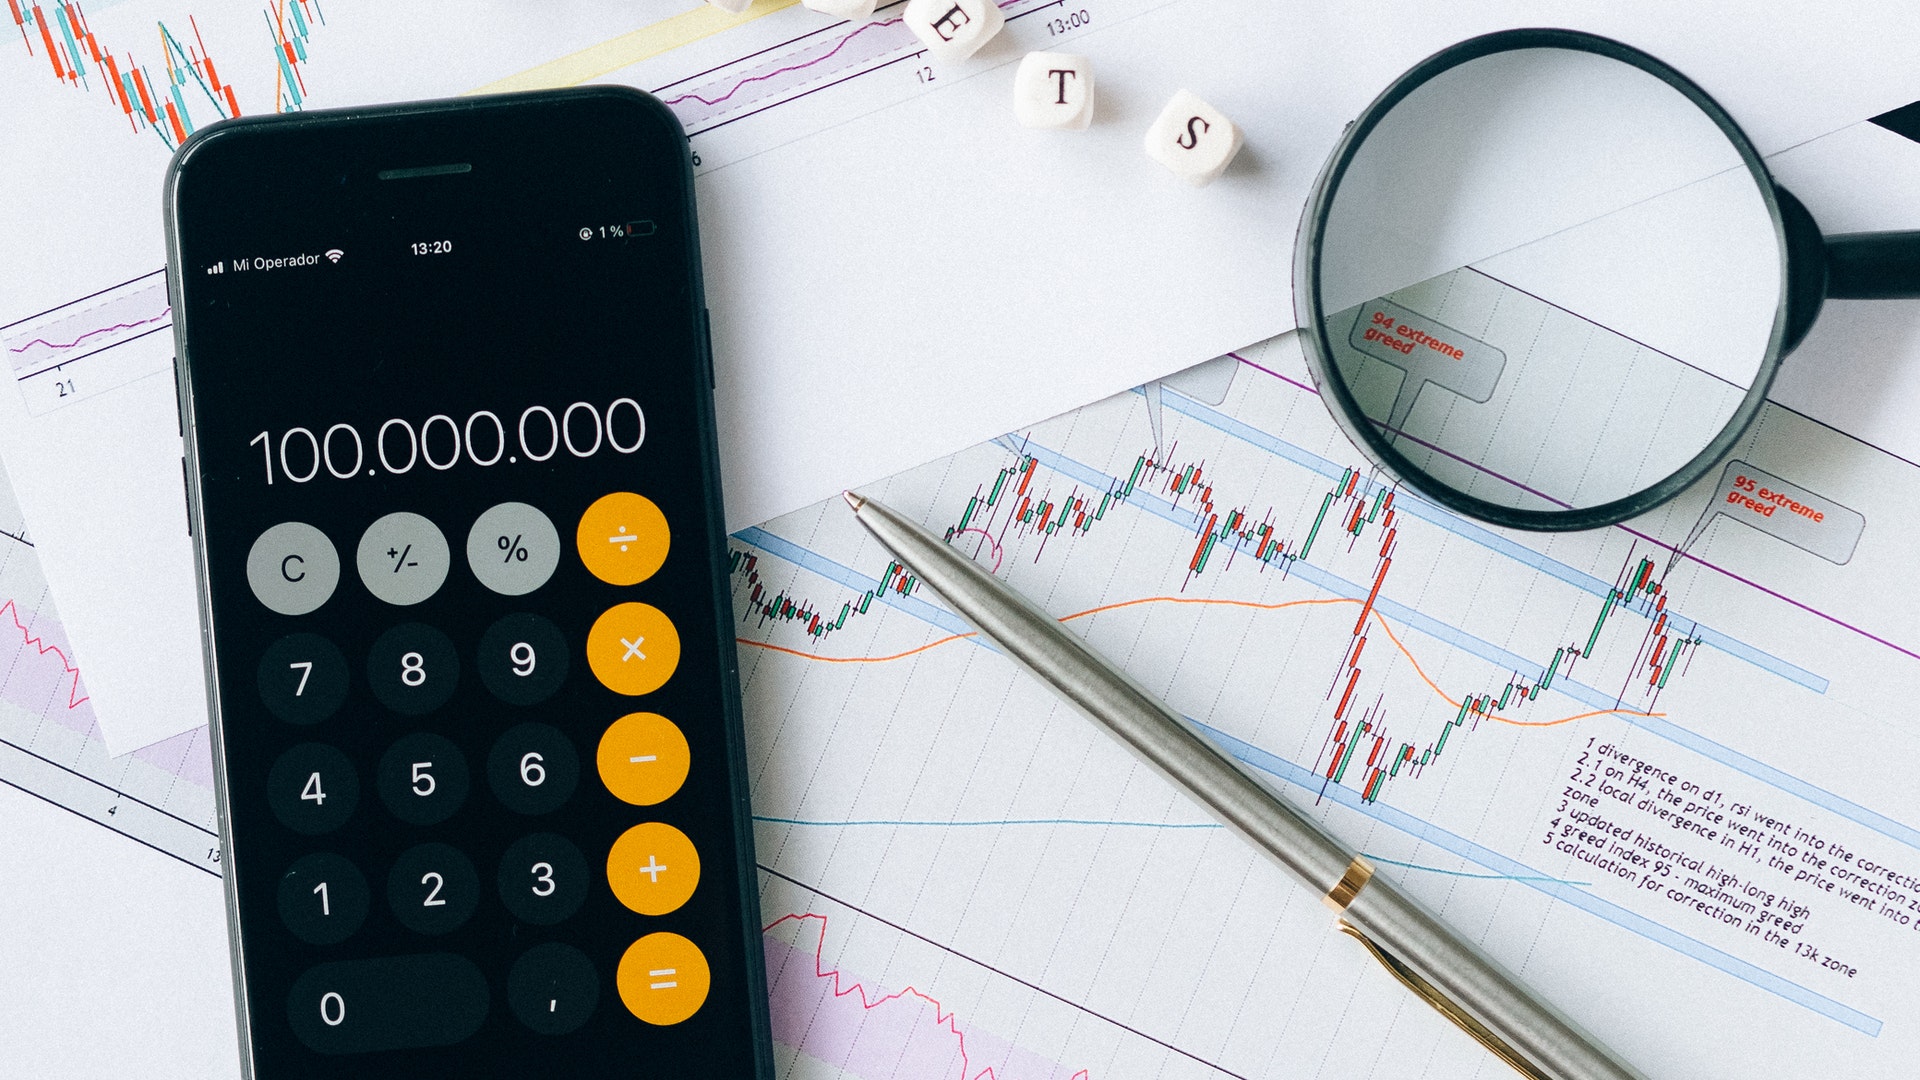 13:00
12
6
E
T
S
Mi Operador
13:20
1 %
21
100.000.000
C
+/-
%
÷
7
8
9
×
4
5
6
−
1
2
3
+
0
,
=
4
13
94 extreme
greed
95 extreme
greed
1 divergence on d1, rsi went into the
2.1 on H4, the price went into the correction
2.2 local divergence in H1, the price went into
zone
3 updated historical high-long high
4 greed index 95 - maximum greed
5 calculation for correction in the 13k zone